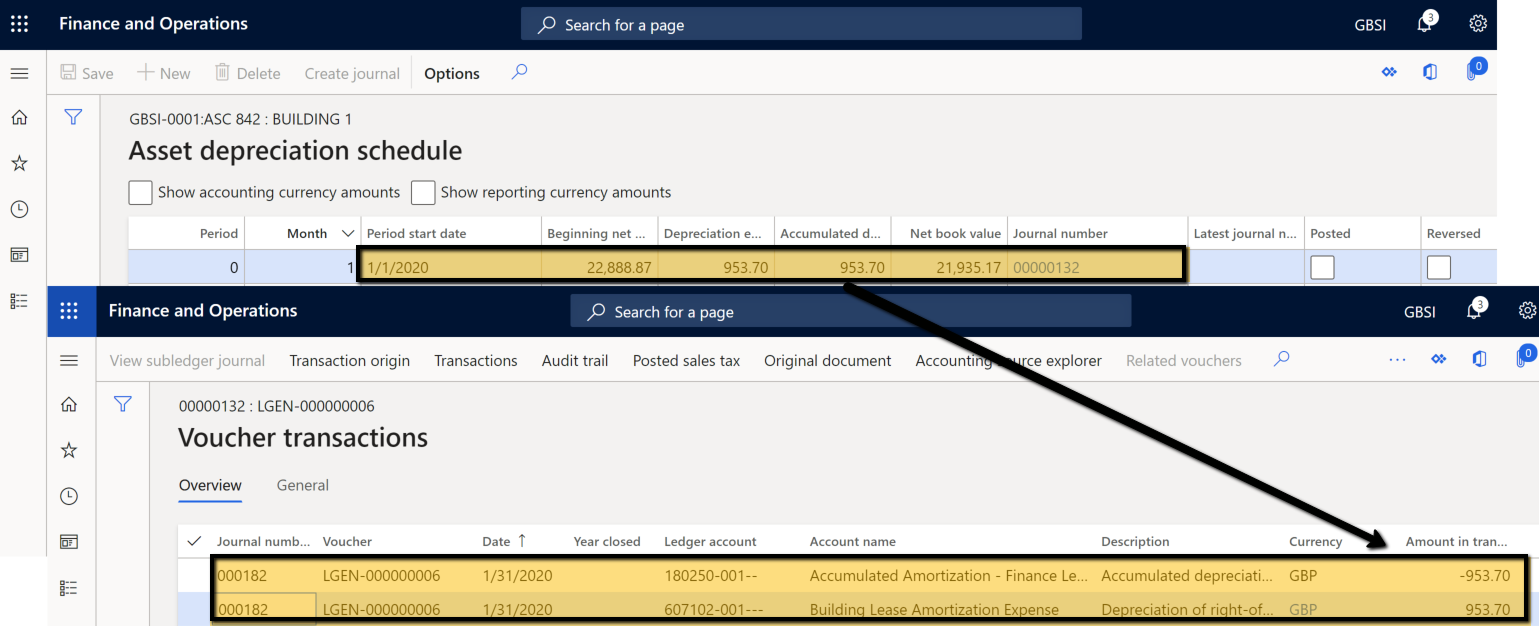 Finance and Operations Search for a page GBSI 3
Save New Delete Create journal Options 0
GBSI-0001:ASC 842 : BUILDING 1
Asset depreciation schedule
Show accounting currency amounts Show reporting currency amounts
Period Month Period start date Beginning net ... Depreciation e... Accumulated d... Net book value Journal number Latest journal n... Posted Reversed
0 1 1/1/2020 22,888.87 953.70 953.70 21,935.17 00000132
Finance and Operations Search for a page GBSI 3
View subledger journal Transaction origin Transactions Audit trail Posted sales tax Original document Accounting source explorer Related vouchers ... 0
00000132 : LGEN-000000006
Voucher transactions
Overview General
Journal numb... Voucher Date Year closed Ledger account Account name Description Currency Amount in tran...
000182 LGEN-000000006 1/31/2020 180250-001-- Accumulated Amortization - Finance Le... Accumulated depreciati... GBP -953.70
000182 LGEN-000000006 1/31/2020 607102-001--- Building Lease Amortization Expense Depreciation of right-of... GBP 953.70